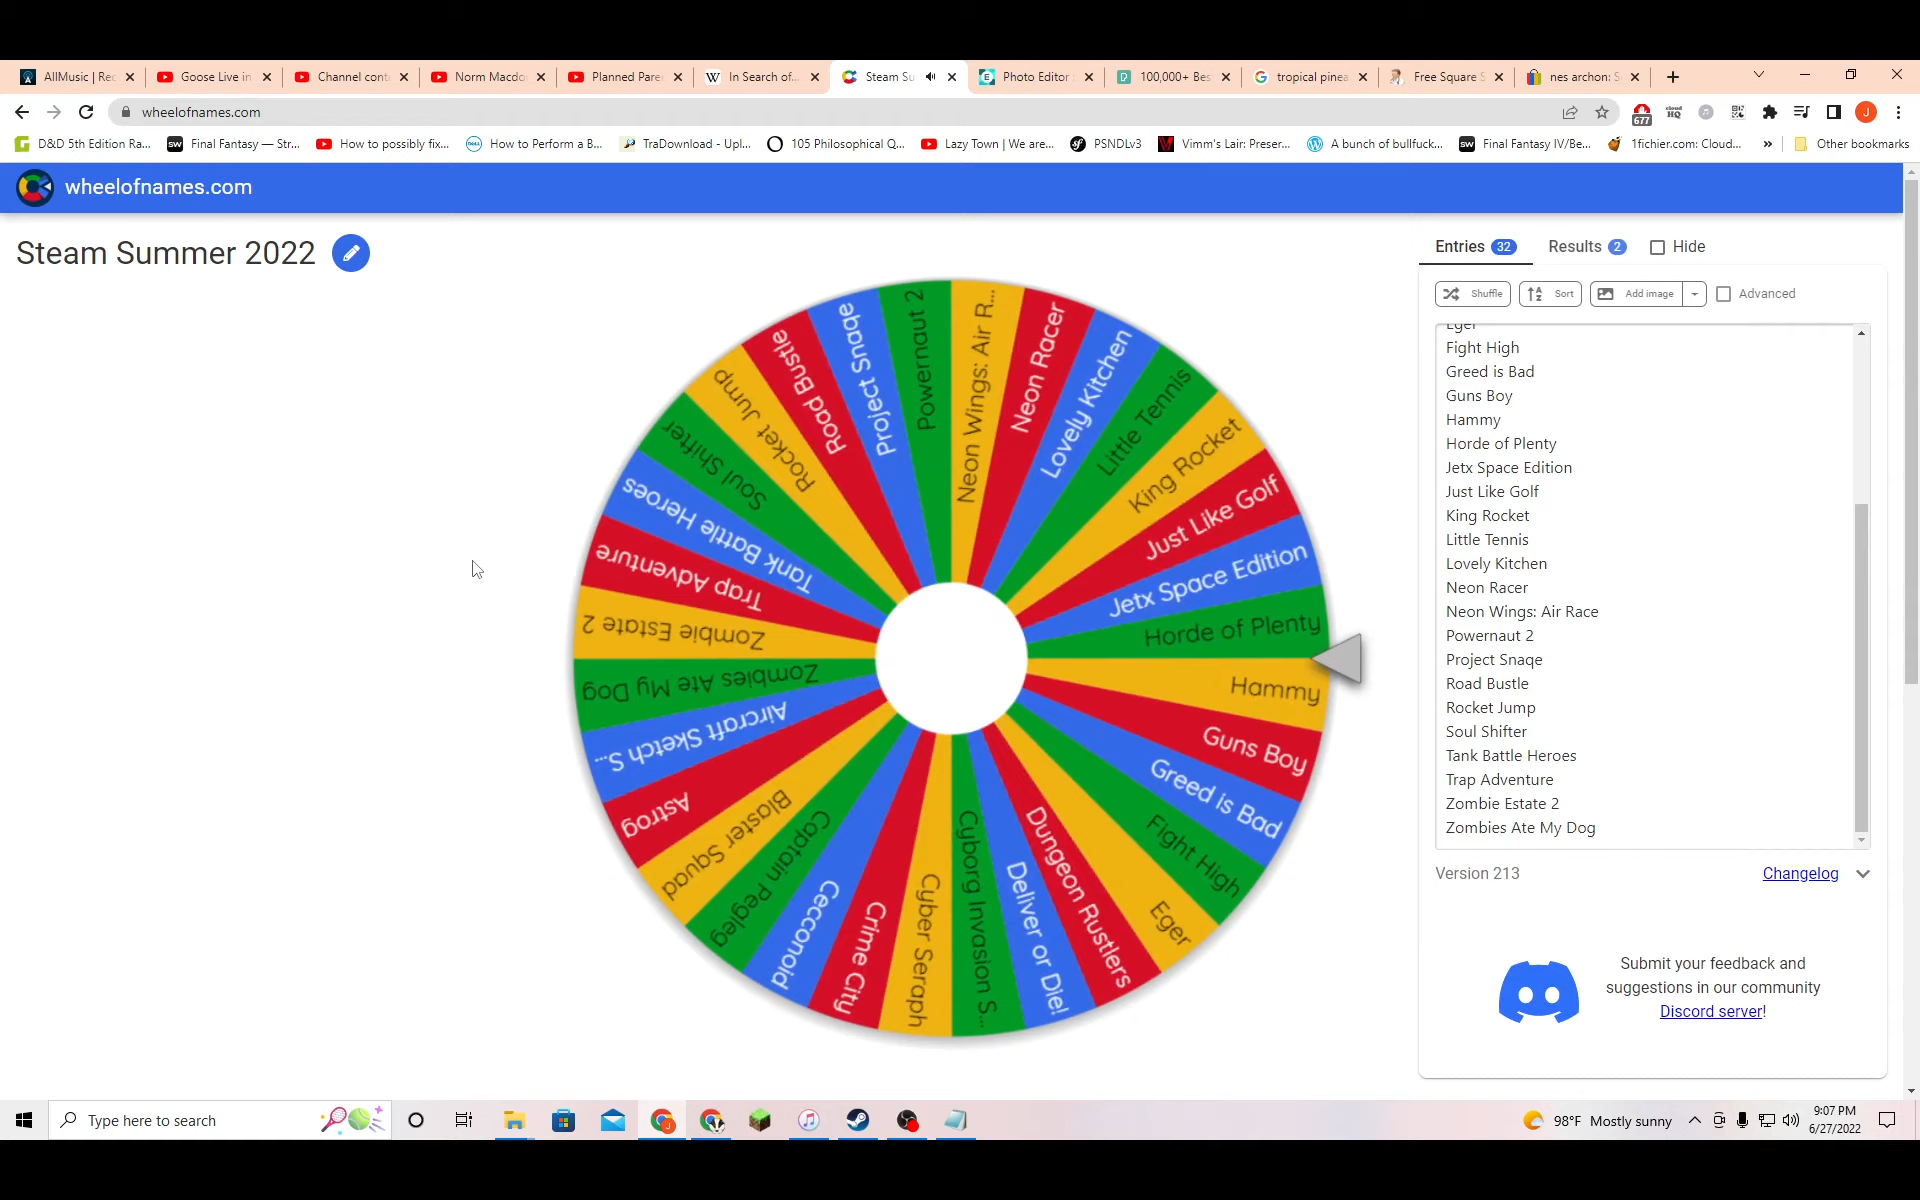 AllMusic | Rec
Goose Live in
Channel cont
Norm Macdo
Planned Pare
In Search of..
Steam Su
Photo Editor :
100,000+ Bes
tropical pinea
Free Square S
nes archon: S
wheelofnames.com
677
J
D&D 5th Edition Ra...
Final Fantasy — Str...
How to possibly fix...
How to Perform a B...
TraDownload - Upl...
105 Philosophical Q...
Lazy Town | We are...
PSNDLv3
Vimm's Lair: Preser...
A bunch of bullfuck...
Final Fantasy IV/Be...
1fichier.com: Cloud...
»
Other bookmarks
wheelofnames.com
Steam Summer 2022
Entries 32
Results 2
Hide
Shuffle
Sort
Add image
Advanced
Eger
Fight High
Greed is Bad
Guns Boy
Hammy
Horde of Plenty
Jetx Space Edition
Just Like Golf
King Rocket
Little Tennis
Lovely Kitchen
Neon Racer
Neon Wings: Air Race
Powernaut 2
Project Snaqe
Road Bustle
Rocket Jump
Soul Shifter
Tank Battle Heroes
Trap Adventure
Zombie Estate 2
Zombies Ate My Dog
Version 213
Changelog
Submit your feedback and
suggestions in our community
Discord server!
Neon Wings: Air R...
Neon Racer
Lovely Kitchen
Little Tennis
King Rocket
Just Like Golf
Jetx Space Edition
Horde of Plenty
Hammy
Guns Boy
Greed is Bad
Fight High
Eger
Dungeon Rustlers
Deliver or Die!
Cyborg Invasion S...
Cyber Seraph
Crime City
Cecconoid
Captain Pegleg
Blaster Squad
Astrog
Aircraft Sketch S...
Zombies Ate My Dog
Zombie Estate 2
Trap Adventure
Tank Battle Heroes
Soul Shifter
Rocket Jump
Road Bustle
Project Snaqe
Powernaut 2
Type here to search
98°F Mostly sunny
9:07 PM
6/27/2022